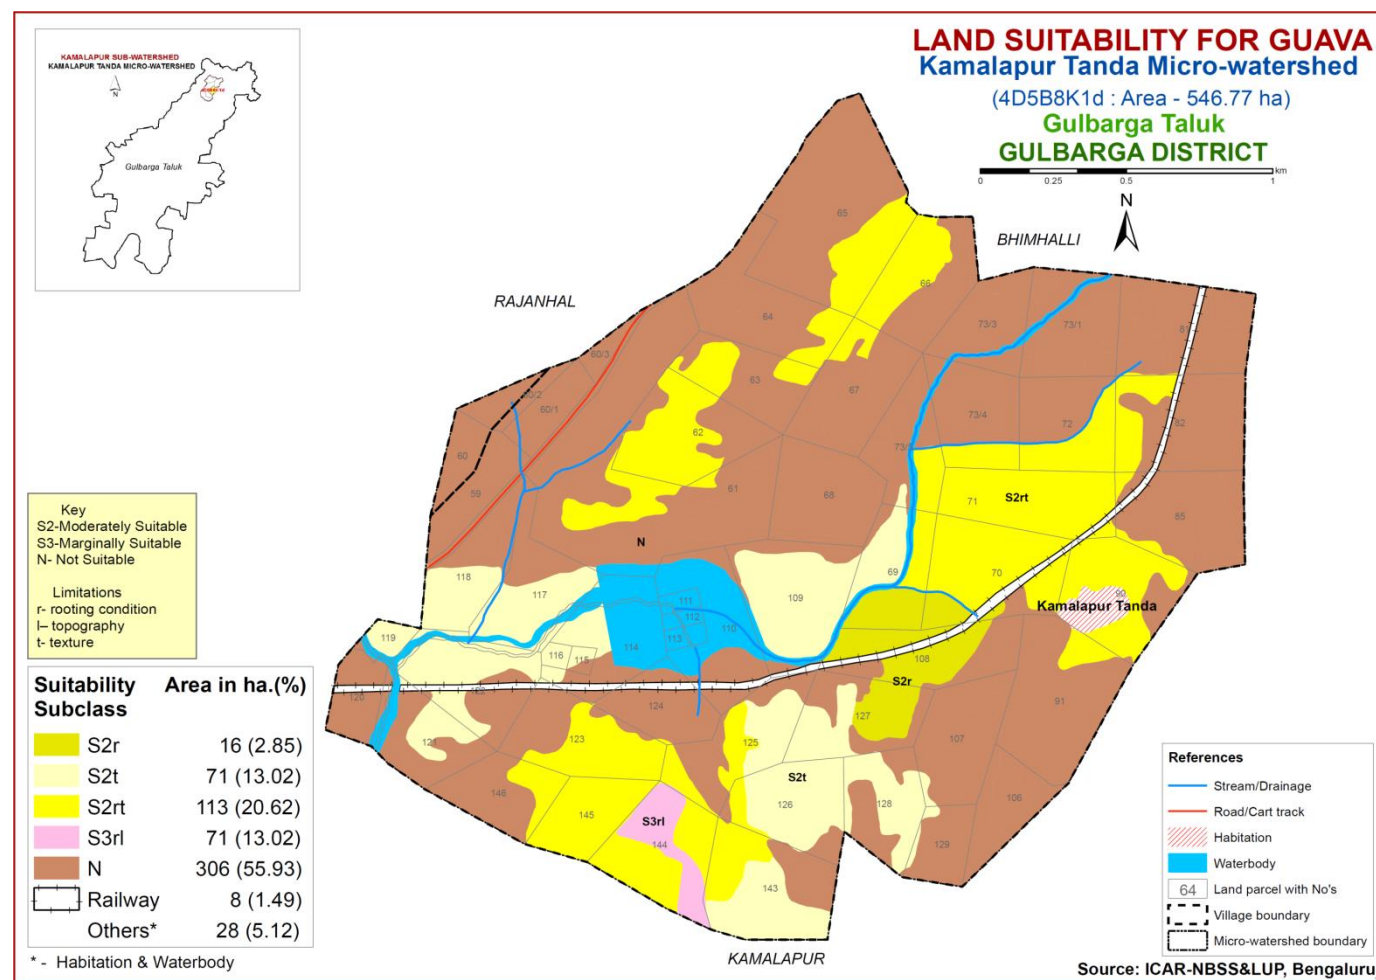 KAMALAPUR SUB-WATERSHED
KAMALAPUR TANDA MICRO-WATERSHED
N
Gulbarga Taluk
LAND SUITABILITY FOR GUAVA
Kamalapur Tanda Micro-watershed
(4D5B8K1d : Area - 546.77 ha)
Gulbarga Taluk
GULBARGA DISTRICT
0 0.25 0.5 1 km
N
BHIMHALLI
RAJANHAL
65
66
64
73/3 73/1 81
60/3
63 67
60/2 60/1
73/4 72 82
62
60
59 61 68
71 S2rt
85
N
118 117 69 70
109
90
Kamalapur Tanda
111
112
110
113
114
119
116 115
108
S2r
120 122
124 127
91
121 123 125 107
S2t
126 128
146 145
S3rl
144
106
129
143
KAMALAPUR
Key
S2-Moderately Suitable
S3-Marginally Suitable
N- Not Suitable
Limitations
r- rooting condition
l– topography
t- texture
Suitability Subclass Area in ha.(%)
S2r 16 (2.85)
S2t 71 (13.02)
S2rt 113 (20.62)
S3rl 71 (13.02)
N 306 (55.93)
Railway 8 (1.49)
Others* 28 (5.12)
* - Habitation & Waterbody
References
Stream/Drainage
Road/Cart track
Habitation
Waterbody
64 Land parcel with No's
Village boundary
Micro-watershed boundary
Source: ICAR-NBSS&LUP, Bengaluru